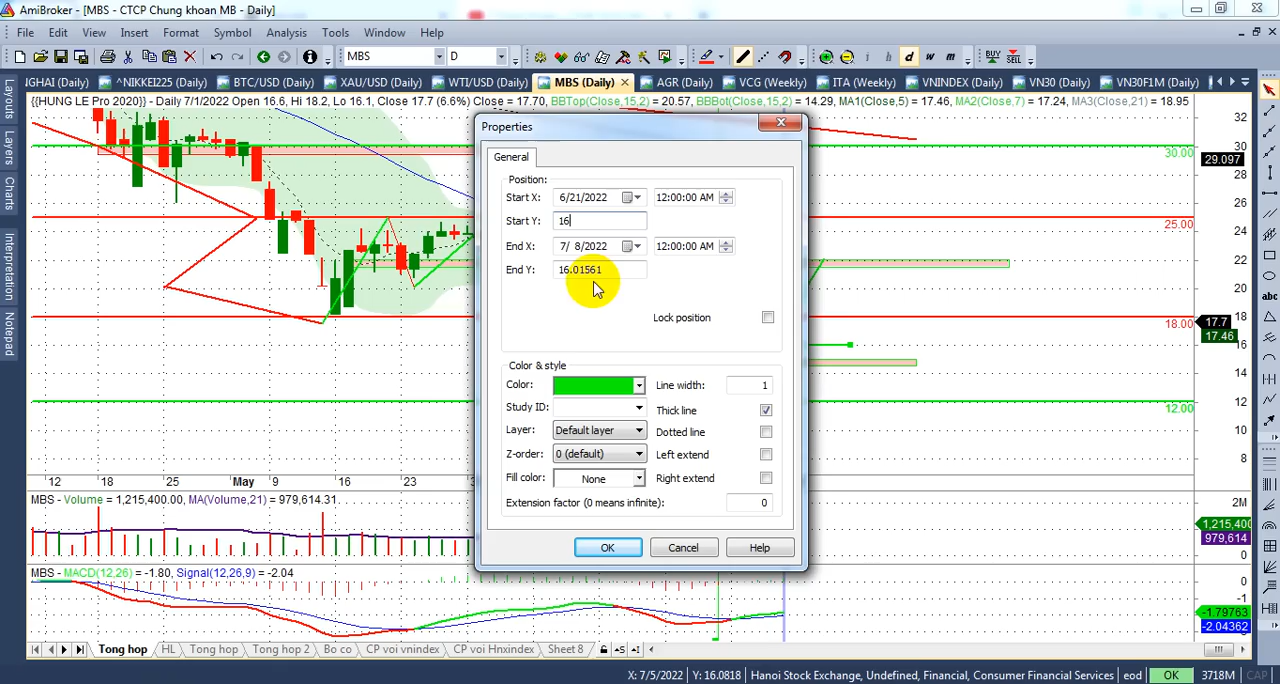 AmiBroker - [MBS - CTCP Chung khoan MB - Daily]
File Edit View Insert Format Symbol Analysis Tools Window Help
MBS D i h d w m BUY SELL
IGHAI (Daily) ^NIKKEI225 (Daily) BTC/USD (Daily) XAU/USD (Daily) WTI/USD (Daily) MBS (Daily) AGR (Daily) VCG (Weekly) ITA (Weekly) VNINDEX (Daily) VN30 (Daily) VN30F1M (Daily)
Layouts
Layers
Charts
Interpretation
Notepad
{{HUNG LE Pro 2020}} - Daily 7/1/2022 Open 16.6, Hi 18.2, Lo 16.1, Close 17.7 (6.6%) Close = 17.70, BBTop(Close,15,2) = 20.57, BBBot(Close,15,2) = 14.29, MA1(Close,5) = 17.46, MA2(Close,7) = 17.24, MA3(Close,21) = 18.95
Properties
General
Position:
Start X: 6/21/2022 12:00:00 AM
Start Y: 16
End X: 7/ 8/2022 12:00:00 AM
End Y: 16.01561
Lock position
Color & style
Color: Line width: 1
Study ID: Thick line
Layer: Default layer Dotted line
Z-order: 0 (default) Left extend
Fill color: None Right extend
Extension factor (0 means infinite): 0
OK Cancel Help
32
30
30.00
29.097
28
26
25.00
24
22
20
18
18.00
17.7
17.46
16
14
12
12.00
10
8
12 18 25 May 9 16 23
MBS - Volume = 1,215,400.00, MA(Volume,21) = 979,614.31
2M
1,215,400
979,614
0
MBS - MACD(12,26) = -1.80, Signal(12,26,9) = -2.04
0
-1
-1.79763
-2.04362
Tong hop HL Tong hop Tong hop 2 Bo co CP voi vnindex CP voi Hnxindex Sheet 8
X: 7/5/2022 Y: 16.0818 Hanoi Stock Exchange, Undefined, Financial, Consumer Financial Services eod OK 3718M CAP
abc